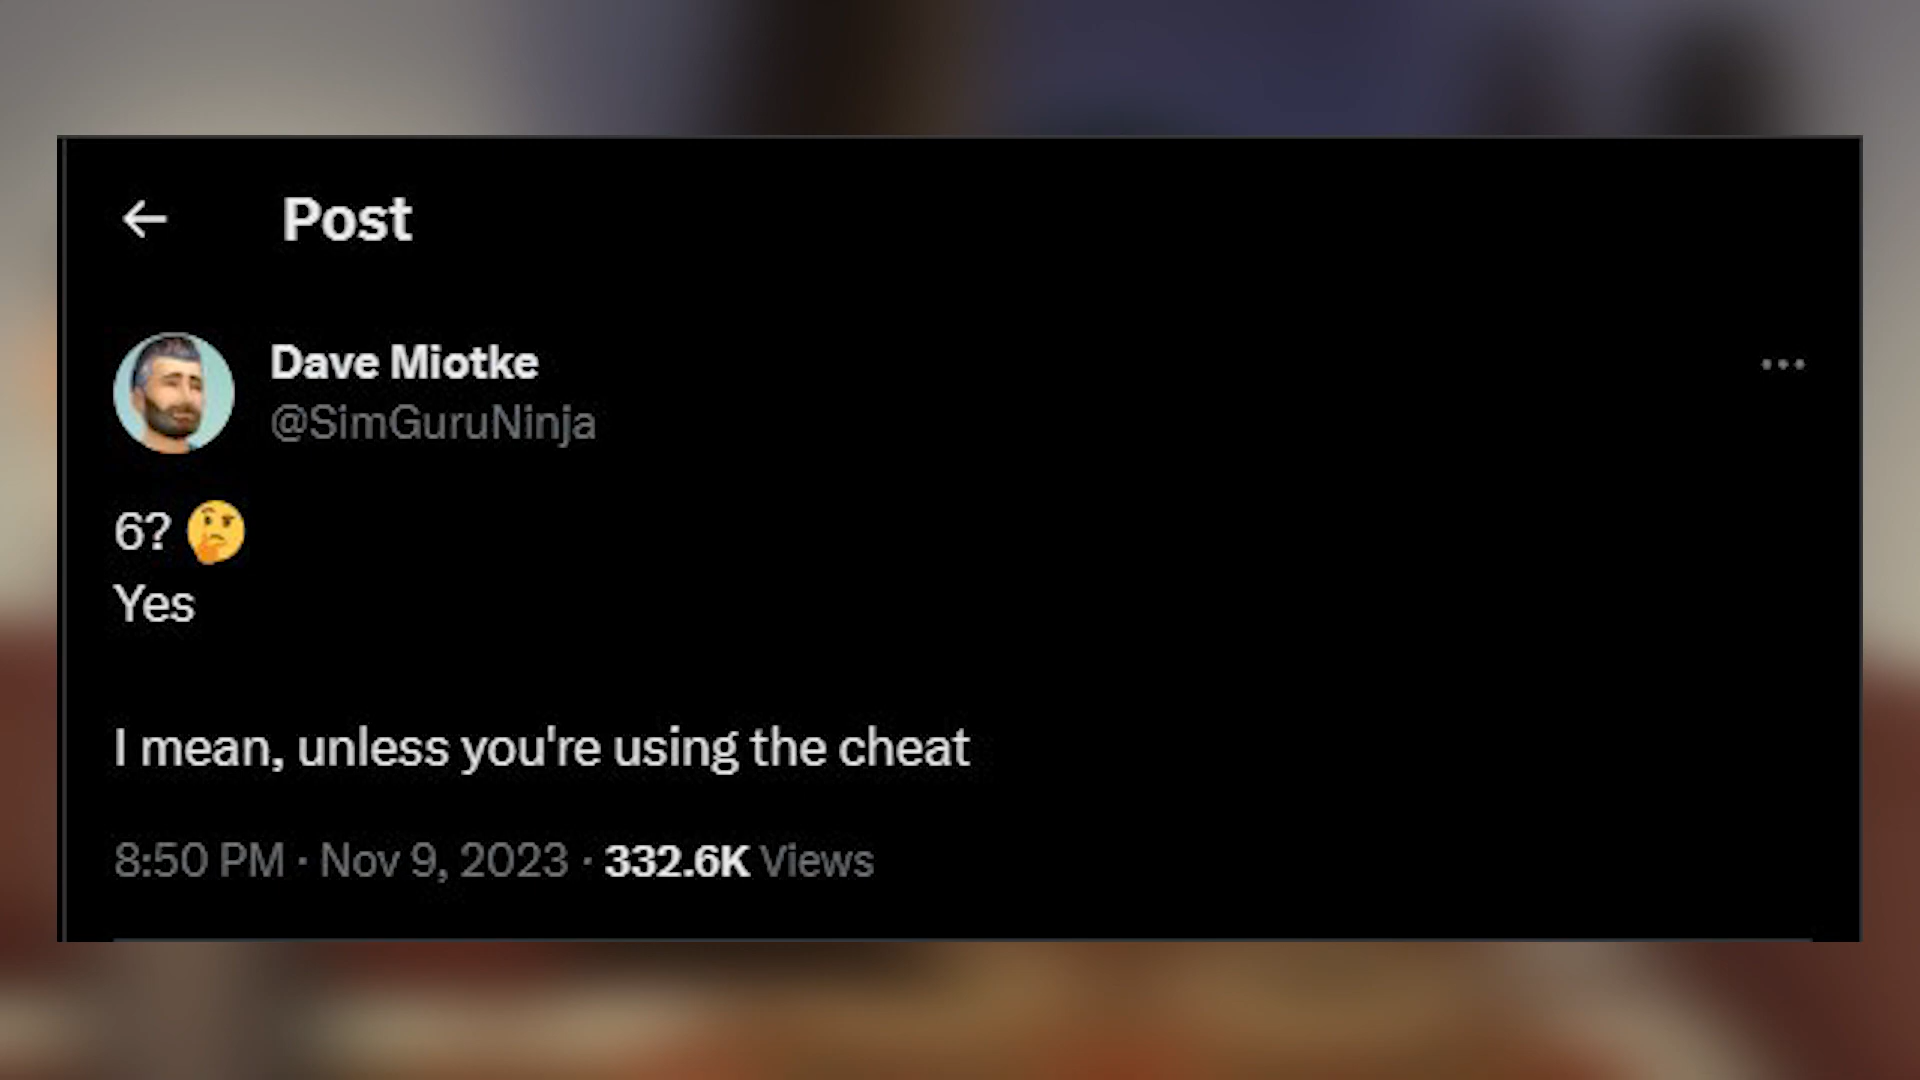 Post
Dave Miotke
@SimGuruNinja
6? 🤔
Yes
I mean, unless you're using the cheat
8:50 PM · Nov 9, 2023 · 332.6K Views